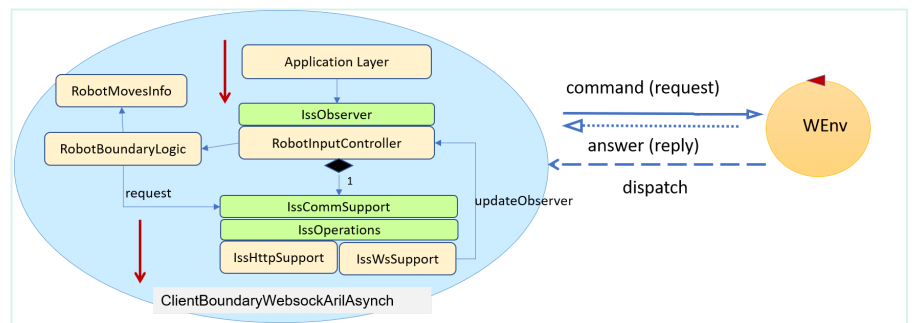 Application Layer
RobotMovesInfo
IssObserver
RobotBoundaryLogic
RobotInputController
1
request
IssCommSupport
updateObserver
IssOperations
IssHttpSupport
IssWsSupport
ClientBoundaryWebsockArilAsynch
command (request)
answer (reply)
dispatch
WEnv